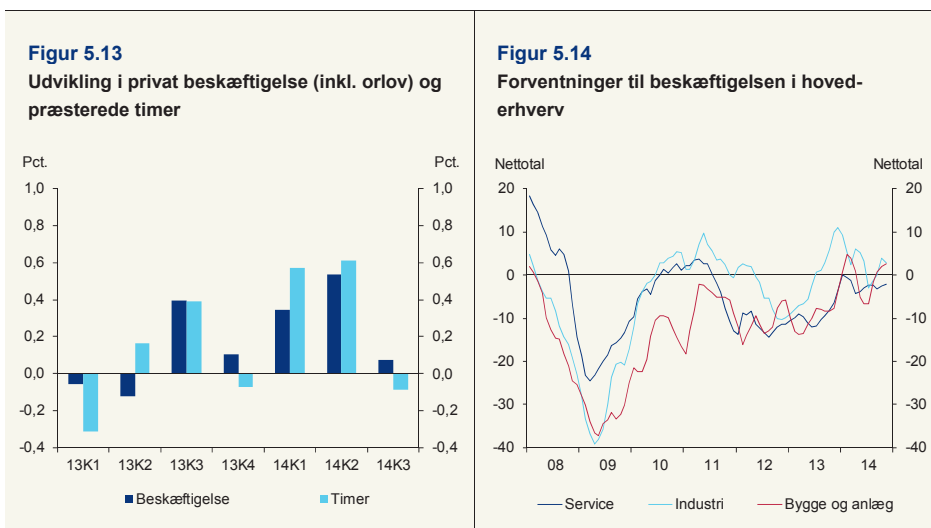 Figur 5.13
Udvikling i privat beskæftigelse (inkl. orlov) og
præsterede timer
Pct. Pct.
1,0 1,0
0,8 0,8
0,6 0,6
0,4 0,4
0,2 0,2
0,0 0,0
-0,2 -0,2
-0,4 -0,4
13K1 13K2 13K3 13K4 14K1 14K2 14K3
Beskæftigelse Timer
Figur 5.14
Forventninger til beskæftigelsen i hoved-
erhverv
Nettotal Nettotal
20 20
10 10
0 0
-10 -10
-20 -20
-30 -30
-40 -40
08 09 10 11 12 13 14
Service Industri Bygge og anlæg